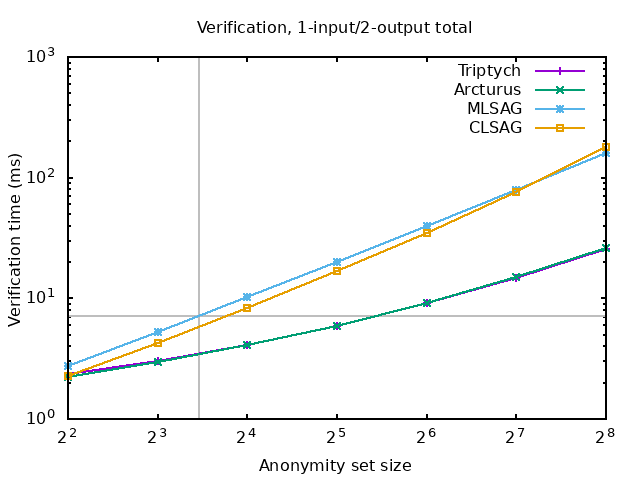 Verification, 1-input/2-output total
Triptych
Arcturus
MLSAG
CLSAG
Verification time (ms)
10^3
10^2
10^1
10^0
2^2 2^3 2^4 2^5 2^6 2^7 2^8
Anonymity set size